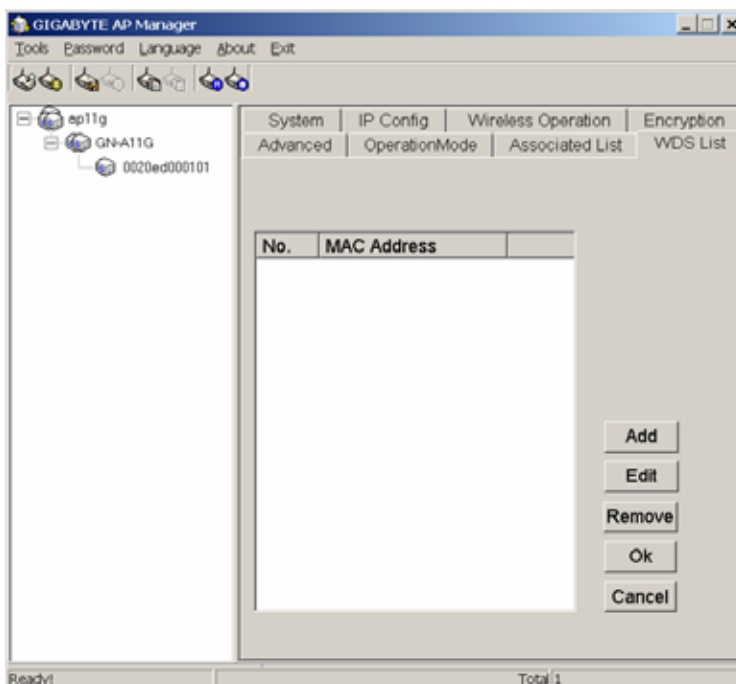 GIGABYTE AP Manager
Tools Password Language About Exit
ap11g
GN-A11G
0020ed000101
System IP Config Wireless Operation Encryption
Advanced OperationMode Associated List WDS List
No. MAC Address
Add
Edit
Remove
Ok
Cancel
Ready! Total 1